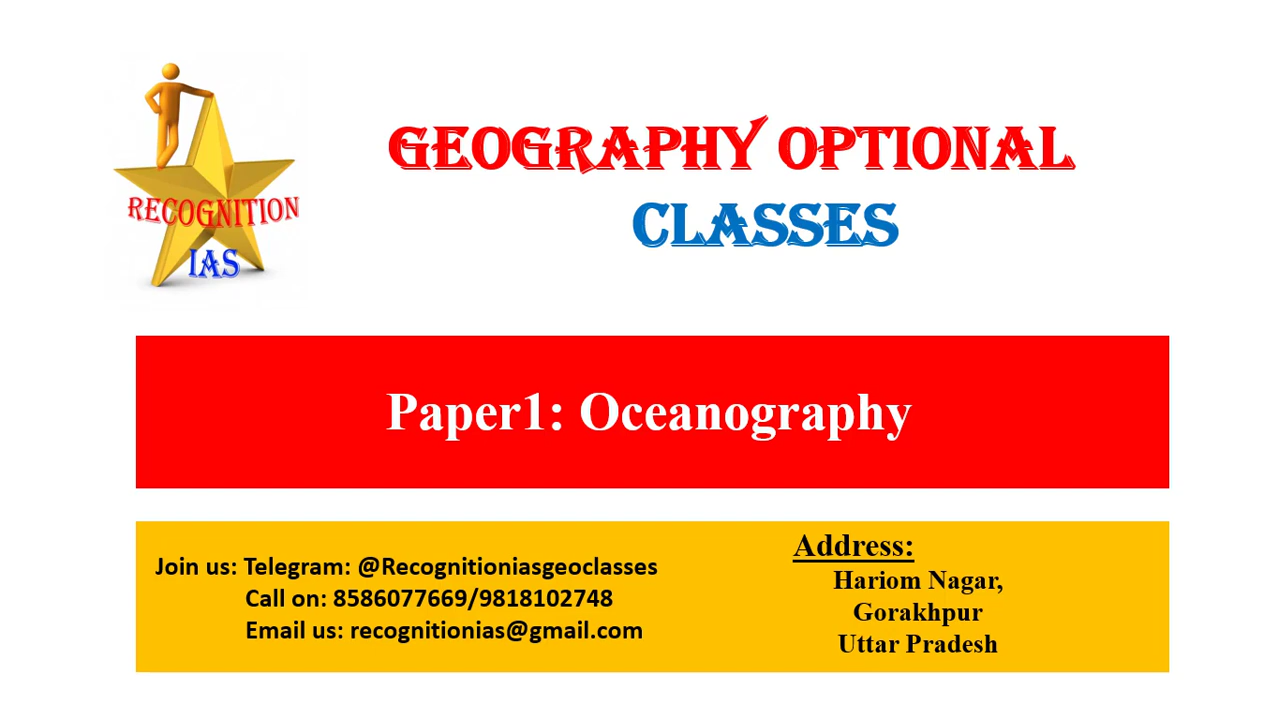 RECOGNITION
IAS
GEOGRAPHY OPTIONAL
CLASSES
Paper1: Oceanography
Join us: Telegram: @Recognitioniasgeoclasses
Call on: 8586077669/9818102748
Email us: recognitionias@gmail.com
Address:
Hariom Nagar,
Gorakhpur
Uttar Pradesh